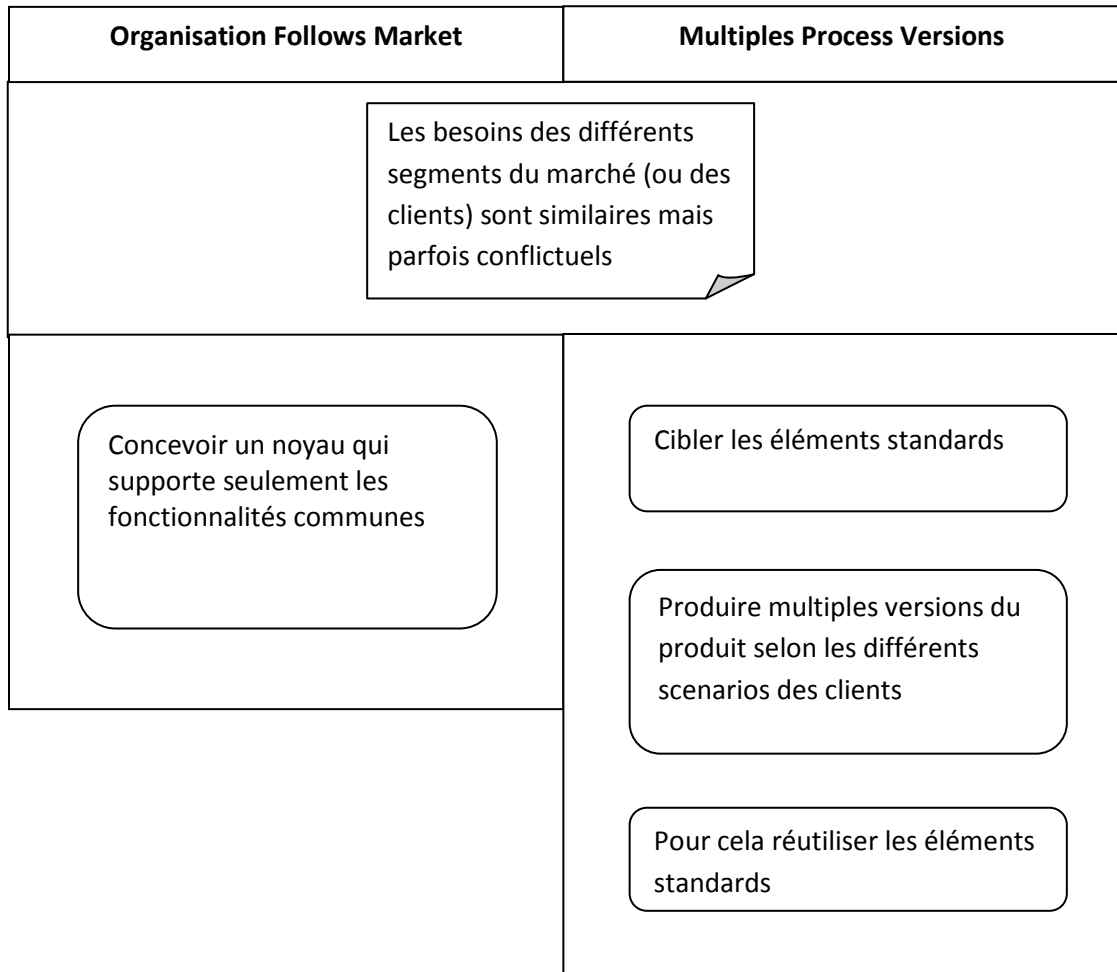 Organisation Follows Market
Multiples Process Versions
Les besoins des différents
segments du marché (ou des
clients) sont similaires mais
parfois conflictuels
Concevoir un noyau qui
supporte seulement les
fonctionnalités communes
Cibler les éléments standards
Produire multiples versions du
produit selon les différents
scenarios des clients
Pour cela réutiliser les éléments
standards